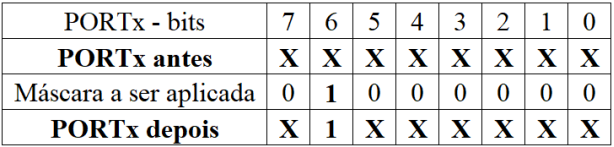 PORTx - bits 7 6 5 4 3 2 1 0
PORTx antes X X X X X X X X
Máscara a ser aplicada 0 1 0 0 0 0 0 0
PORTx depois X 1 X X X X X X